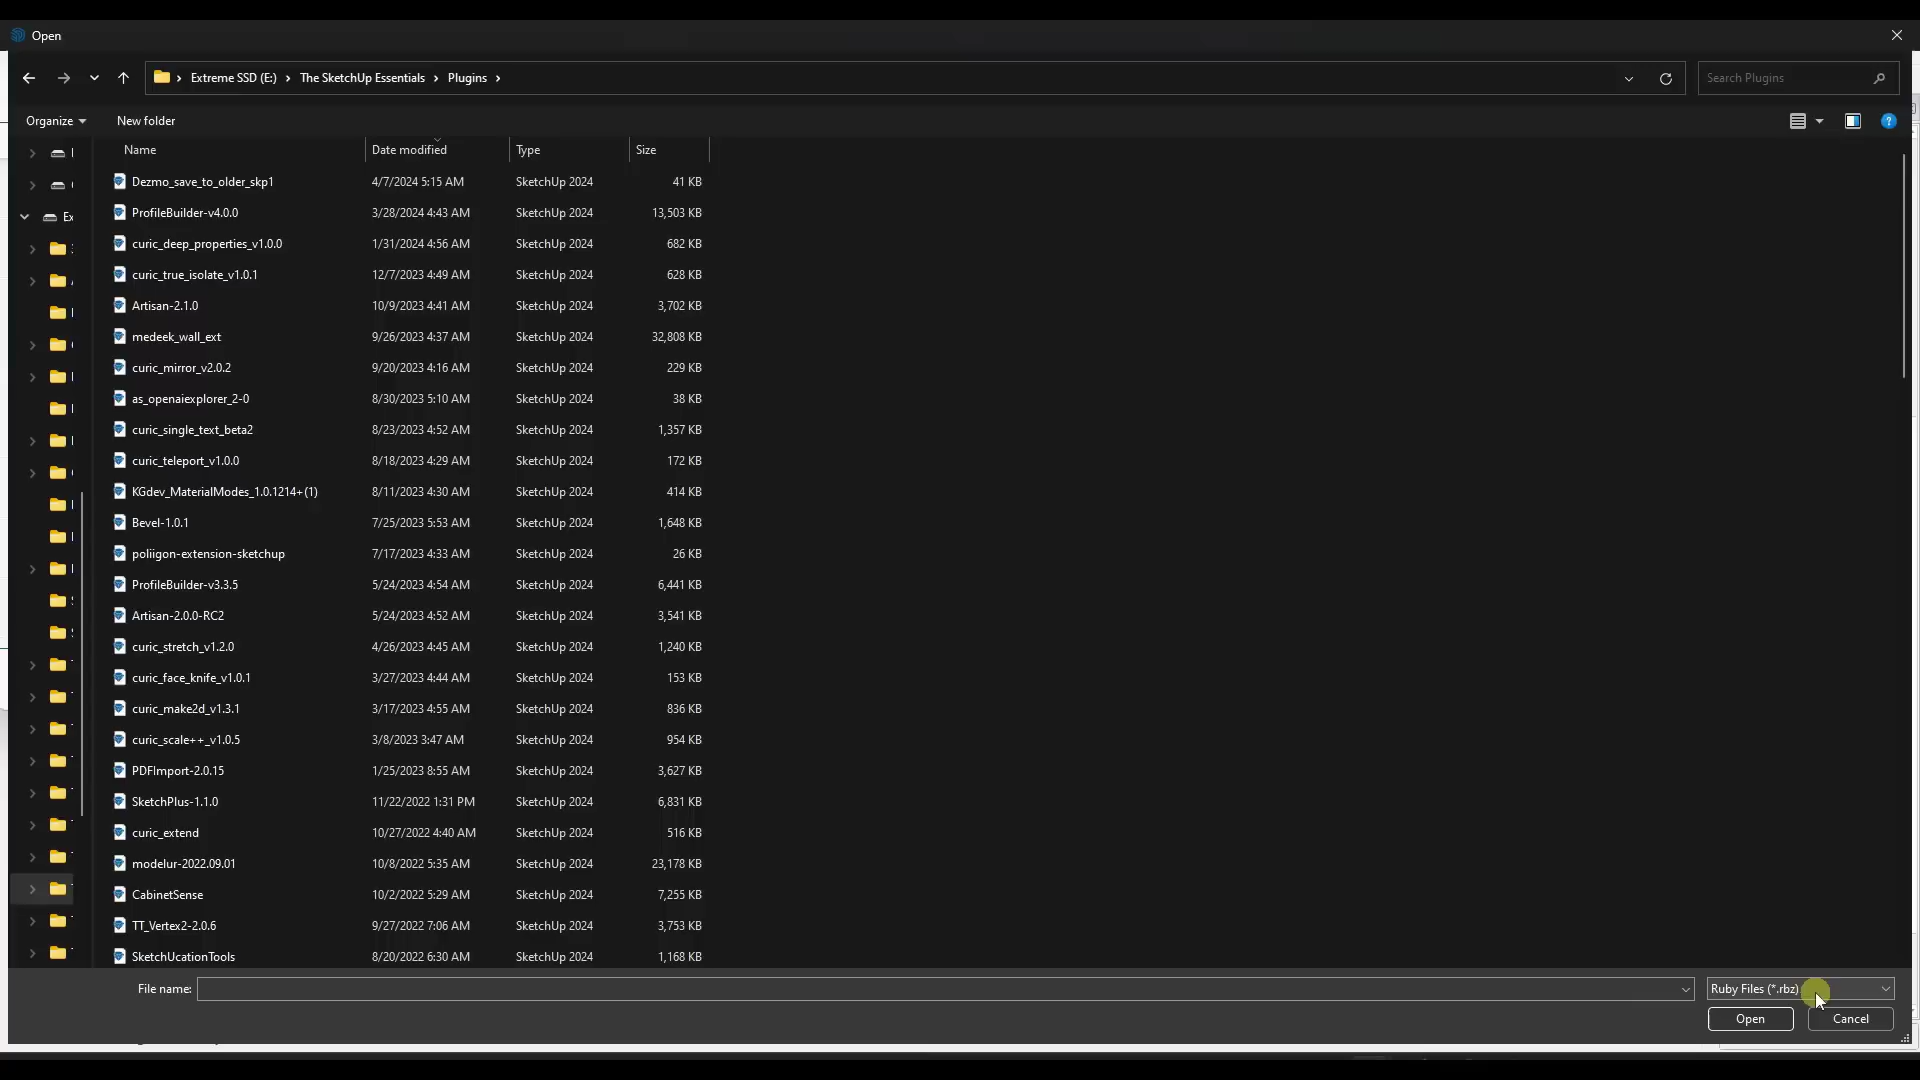 Open
Extreme SSD (E:) › The SketchUp Essentials › Plugins ›
Search Plugins
Organize
New folder
Name Date modified Type Size
Ex
Dezmo_save_to_older_skp1 4/7/2024 5:15 AM SketchUp 2024 41 KB
ProfileBuilder-v4.0.0 3/28/2024 4:43 AM SketchUp 2024 13,503 KB
curic_deep_properties_v1.0.0 1/31/2024 4:56 AM SketchUp 2024 682 KB
curic_true_isolate_v1.0.1 12/7/2023 4:49 AM SketchUp 2024 628 KB
Artisan-2.1.0 10/9/2023 4:41 AM SketchUp 2024 3,702 KB
medeek_wall_ext 9/26/2023 4:37 AM SketchUp 2024 32,808 KB
curic_mirror_v2.0.2 9/20/2023 4:16 AM SketchUp 2024 229 KB
as_openaiexplorer_2-0 8/30/2023 5:10 AM SketchUp 2024 38 KB
curic_single_text_beta2 8/23/2023 4:52 AM SketchUp 2024 1,357 KB
curic_teleport_v1.0.0 8/18/2023 4:29 AM SketchUp 2024 172 KB
KGdev_MaterialModes_1.0.1214+(1) 8/11/2023 4:30 AM SketchUp 2024 414 KB
Bevel-1.0.1 7/25/2023 5:53 AM SketchUp 2024 1,648 KB
poliigon-extension-sketchup 7/17/2023 4:33 AM SketchUp 2024 26 KB
ProfileBuilder-v3.3.5 5/24/2023 4:54 AM SketchUp 2024 6,441 KB
Artisan-2.0.0-RC2 5/24/2023 4:52 AM SketchUp 2024 3,541 KB
curic_stretch_v1.2.0 4/26/2023 4:45 AM SketchUp 2024 1,240 KB
curic_face_knife_v1.0.1 3/27/2023 4:44 AM SketchUp 2024 153 KB
curic_make2d_v1.3.1 3/17/2023 4:55 AM SketchUp 2024 836 KB
curic_scale++_v1.0.5 3/8/2023 3:47 AM SketchUp 2024 954 KB
PDFImport-2.0.15 1/25/2023 8:55 AM SketchUp 2024 3,627 KB
SketchPlus-1.1.0 11/22/2022 1:31 PM SketchUp 2024 6,831 KB
curic_extend 10/27/2022 4:40 AM SketchUp 2024 516 KB
modelur-2022.09.01 10/8/2022 5:35 AM SketchUp 2024 23,178 KB
CabinetSense 10/2/2022 5:29 AM SketchUp 2024 7,255 KB
TT_Vertex2-2.0.6 9/27/2022 7:06 AM SketchUp 2024 3,753 KB
SketchUcationTools 8/20/2022 6:30 AM SketchUp 2024 1,168 KB
File name:
Ruby Files (*.rbz)
Open
Cancel